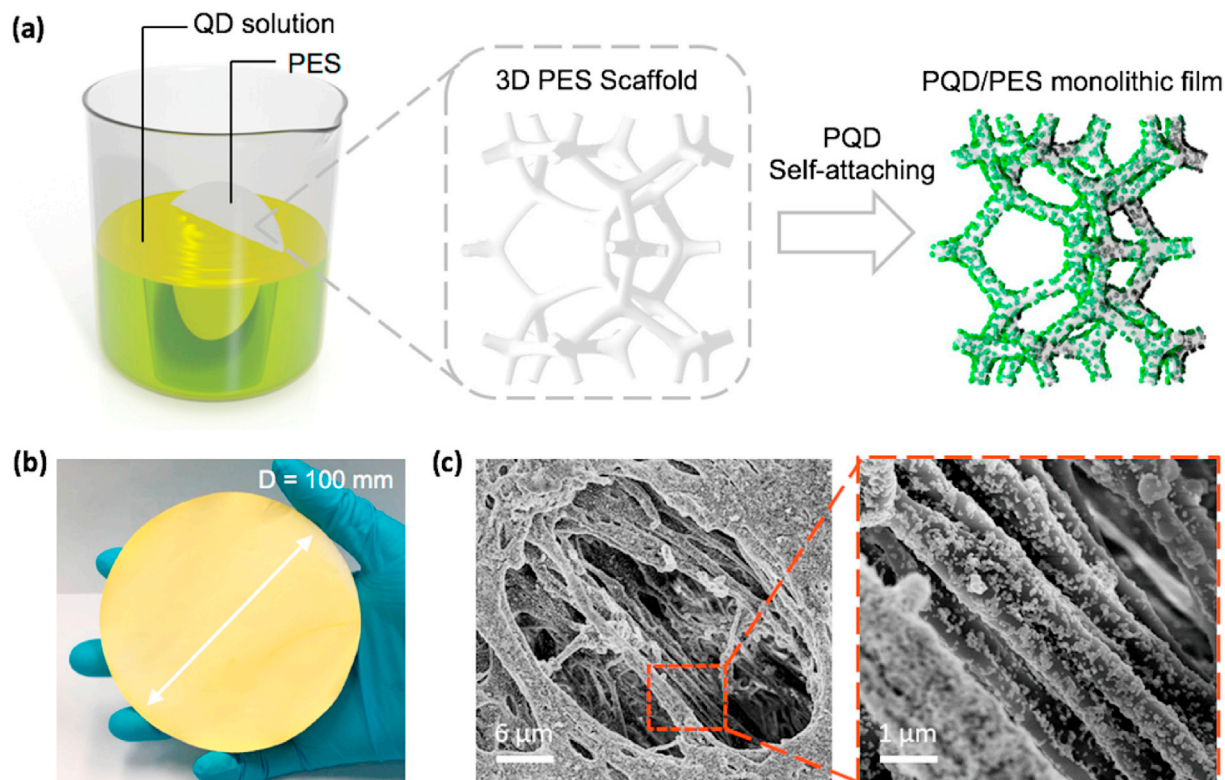 (a)
QD solution
PES
3D PES Scaffold
PQD
Self-attaching
PQD/PES monolithic film
(b)
D = 100 mm
(c)
6 μm
1 μm